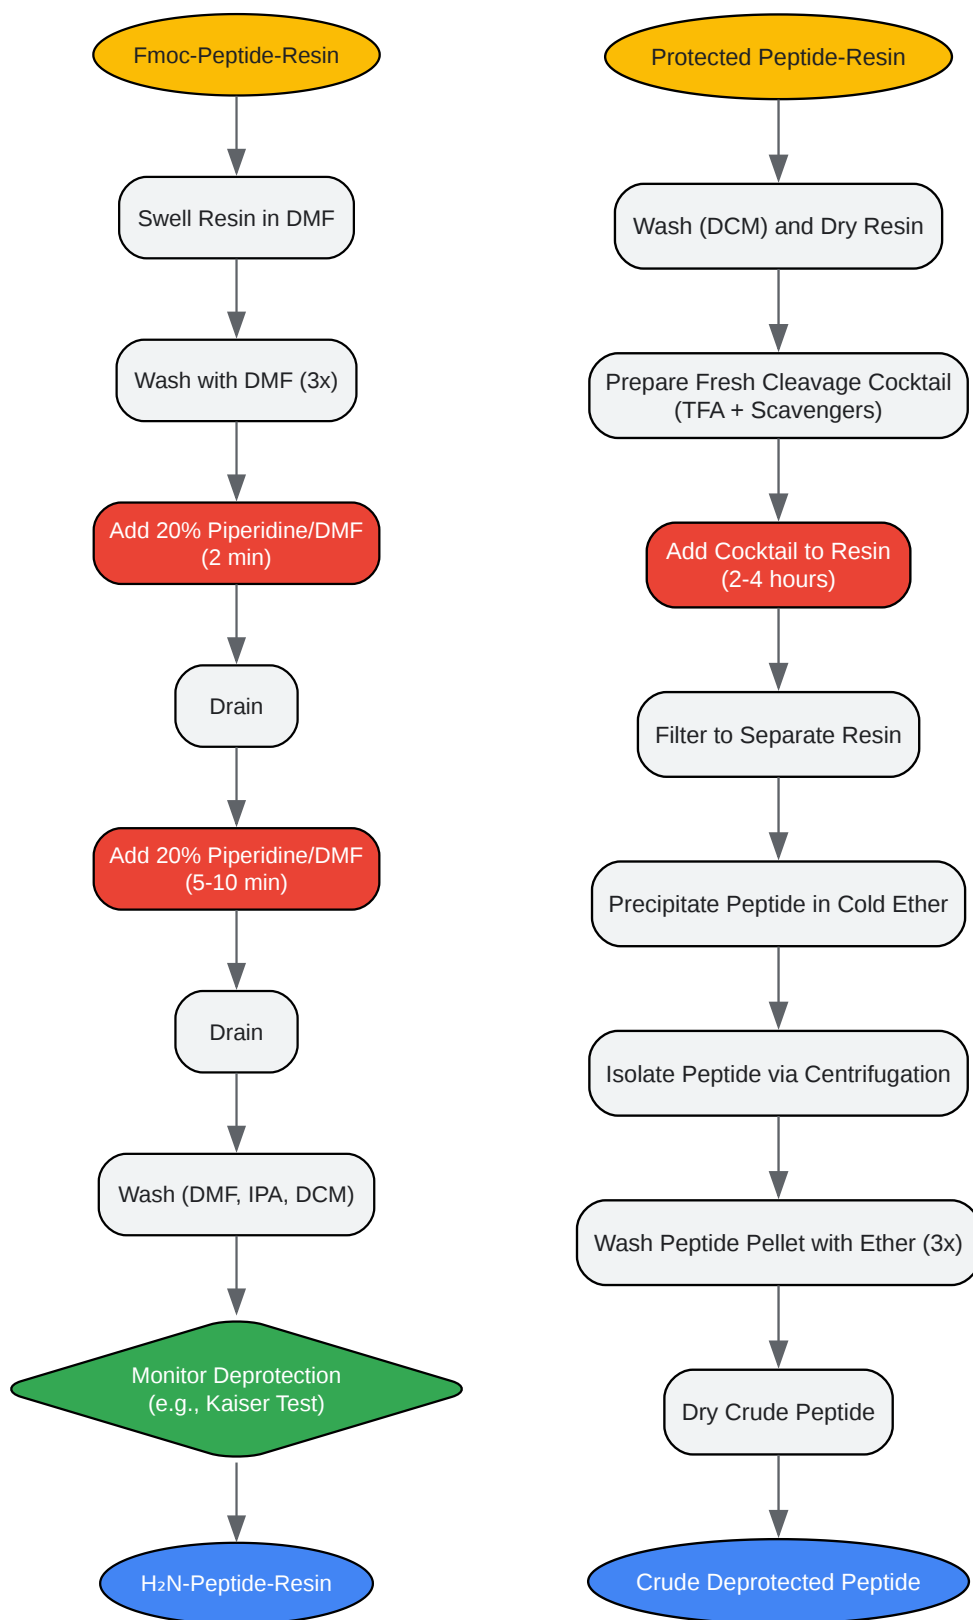 Fmoc-Peptide-Resin
Swell Resin in DMF
Wash with DMF (3x)
Add 20% Piperidine/DMF
(2 min)
Drain
Add 20% Piperidine/DMF
(5-10 min)
Drain
Wash (DMF, IPA, DCM)
Monitor Deprotection
(e.g., Kaiser Test)
H₂N-Peptide-Resin
Protected Peptide-Resin
Wash (DCM) and Dry Resin
Prepare Fresh Cleavage Cocktail
(TFA + Scavengers)
Add Cocktail to Resin
(2-4 hours)
Filter to Separate Resin
Precipitate Peptide in Cold Ether
Isolate Peptide via Centrifugation
Wash Peptide Pellet with Ether (3x)
Dry Crude Peptide
Crude Deprotected Peptide